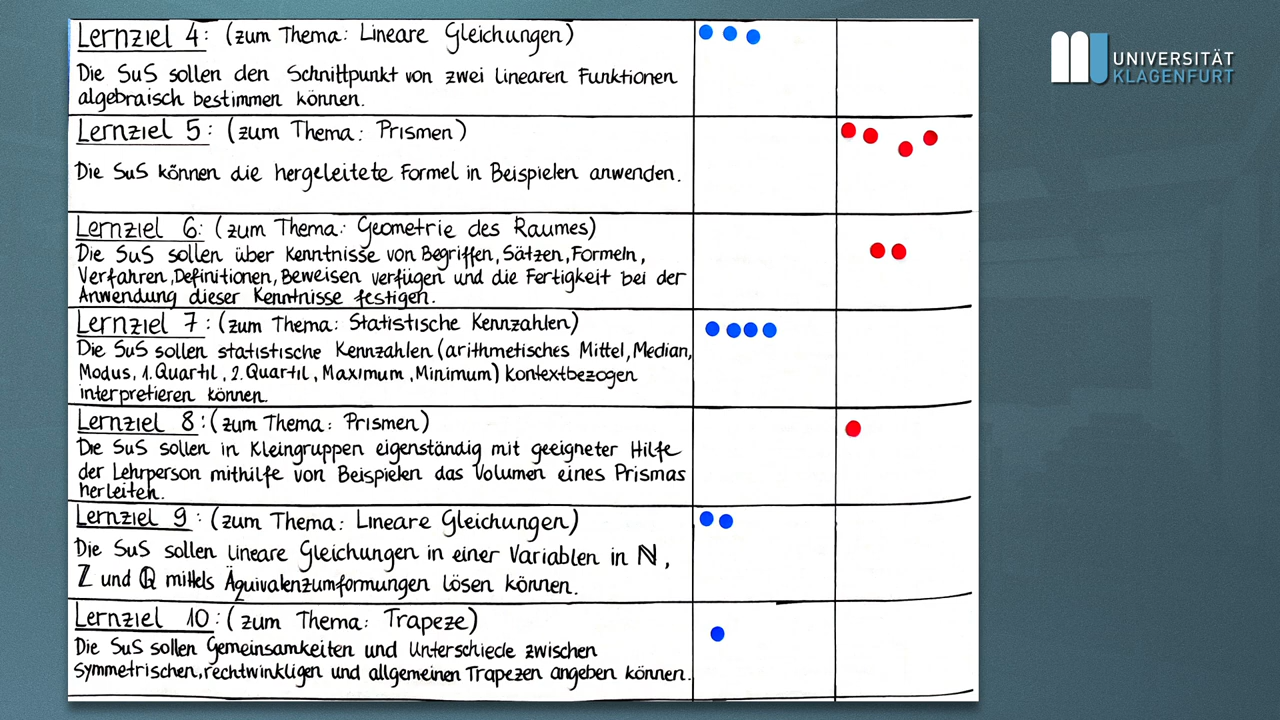 Lernziel 4: (zum Thema: Lineare Gleichungen)
Die SuS sollen den Schnittpunkt von zwei linearen Funktionen
algebraisch bestimmen können.
Lernziel 5: (zum Thema: Prismen)
Die SuS können die hergeleitete Formel in Beispielen anwenden.
Lernziel 6: (zum Thema: Geometrie des Raumes)
Die SuS sollen über Kenntnisse von Begriffen, Sätzen, Formeln,
Verfahren, Definitionen, Beweisen verfügen und die Fertigkeit bei der
Anwendung dieser Kenntnisse festigen.
Lernziel 7: (zum Thema: Statistische Kennzahlen)
Die SuS sollen statistische Kennzahlen (arithmetisches Mittel, Median,
Modus, 1. Quartil, 2. Quartil, Maximum, Minimum) kontextbezogen
interpretieren können.
Lernziel 8: (zum Thema: Prismen)
Die SuS sollen in Kleingruppen eigenständig mit geeigneter Hilfe
der Lehrperson mithilfe von Beispielen das Volumen eines Prismas
herleiten.
Lernziel 9: (zum Thema: Lineare Gleichungen)
Die SuS sollen lineare Gleichungen in einer Variablen in ℕ,
ℤ und ℚ mittels Äquivalenzumformungen lösen können.
Lernziel 10: (zum Thema: Trapeze)
Die SuS sollen Gemeinsamkeiten und Unterschiede zwischen
symmetrischen, rechtwinkligen und allgemeinen Trapezen angeben können.
UNIVERSITÄT
KLAGENFURT